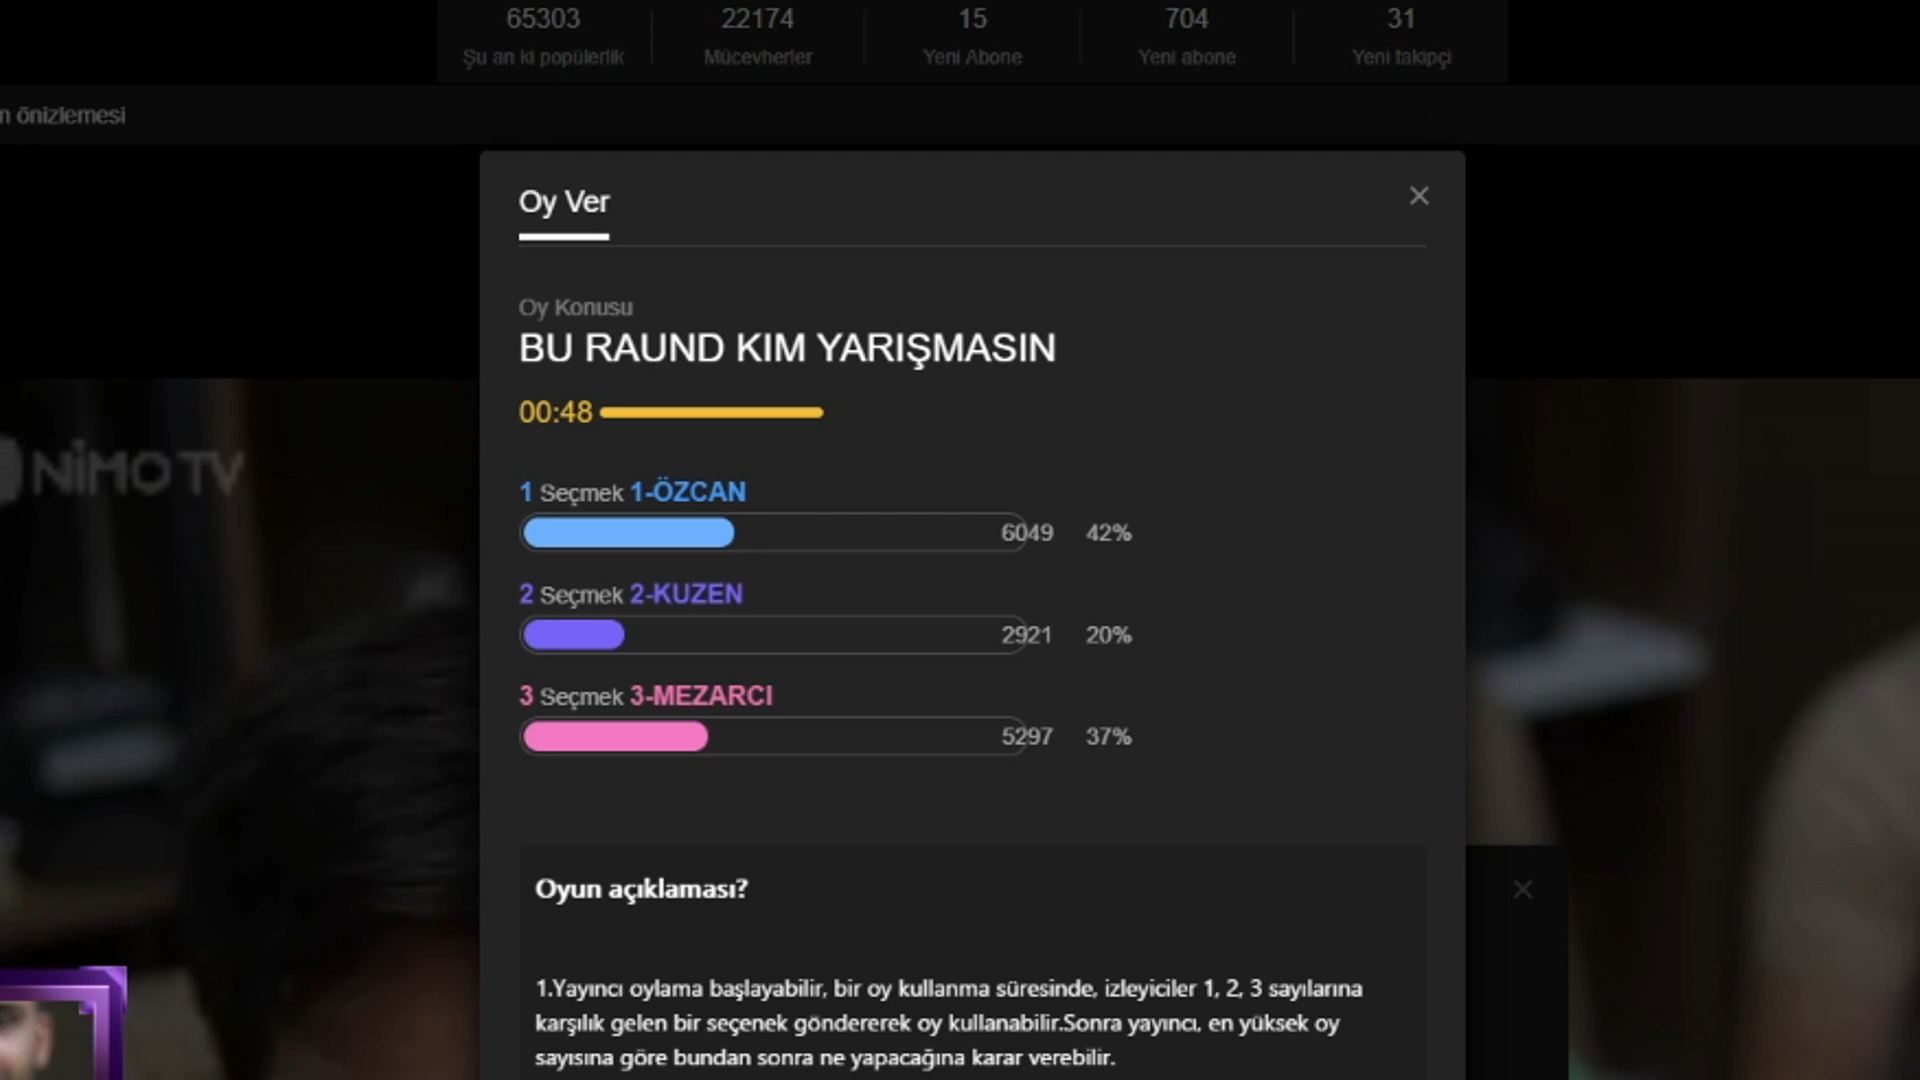 65303 22174 15 704 31
Şu an ki popülerlik Mücevherler Yeni Abone Yeni abone Yeni takipçi
önizlemesi
Oy Ver
Oy Konusu
BU RAUND KIM YARIŞMASIN
00:48
NiMO TV
1 Seçmek 1-ÖZCAN
6049 42%
2 Seçmek 2-KUZEN
2921 20%
3 Seçmek 3-MEZARCI
5297 37%
Oyun açıklaması?
1.Yayıncı oylama başlayabilir, bir oy kullanma süresinde, izleyiciler 1, 2, 3 sayılarına
karşılık gelen bir seçenek göndererek oy kullanabilir.Sonra yayıncı, en yüksek oy
sayısına göre bundan sonra ne yapacağına karar verebilir.